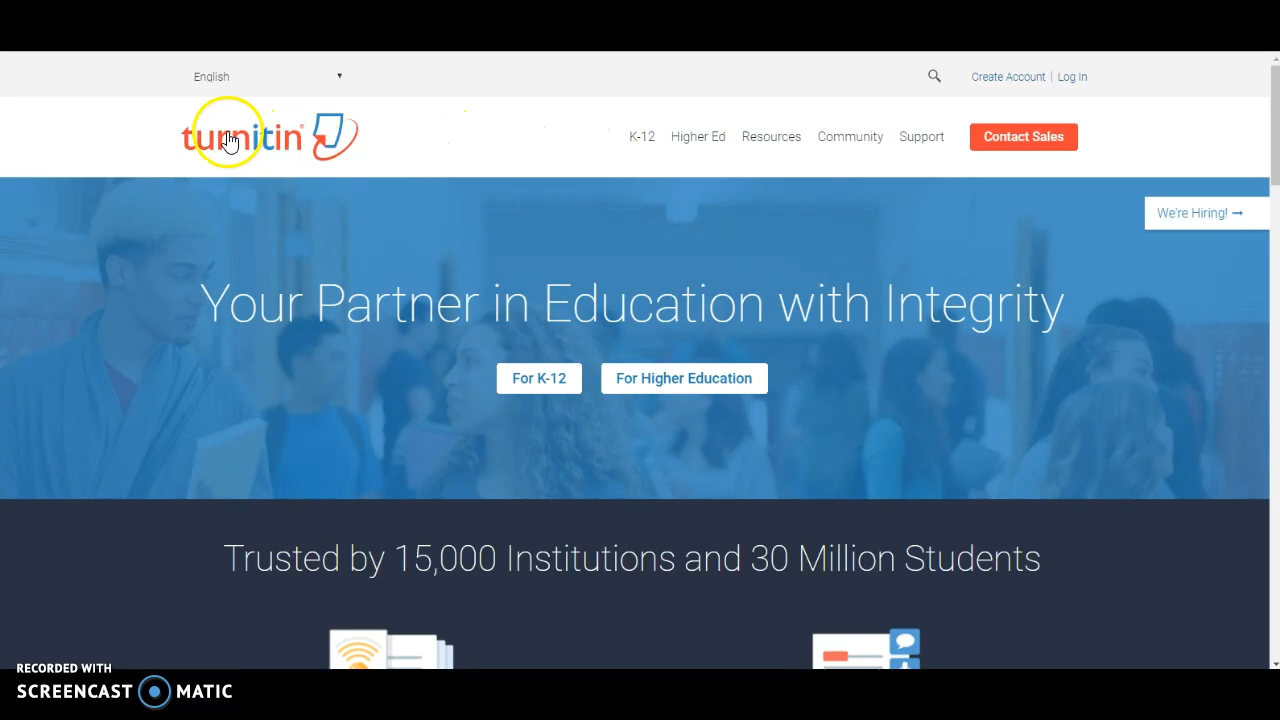 English
Create Account | Log In
turnitin
K-12 Higher Ed Resources Community Support Contact Sales
We're Hiring! →
Your Partner in Education with Integrity
For K-12 For Higher Education
Trusted by 15,000 Institutions and 30 Million Students
RECORDED WITH
SCREENCAST MATIC